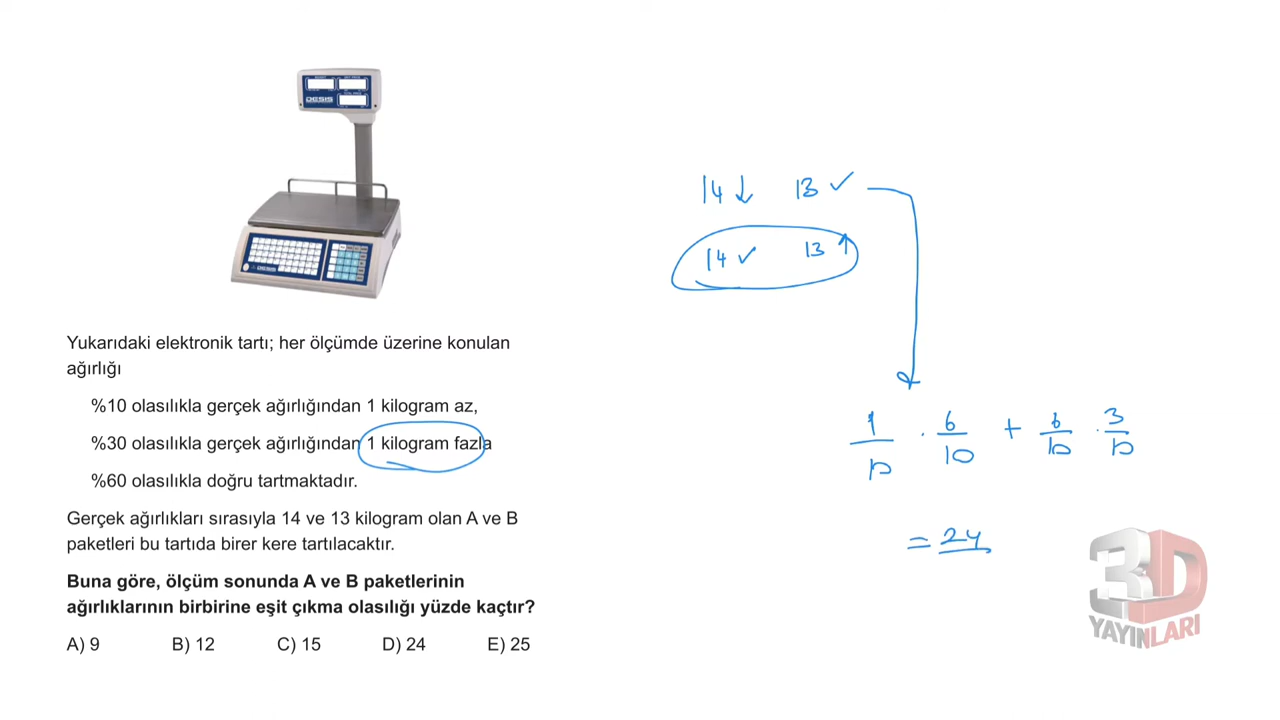 DESIS
Yukarıdaki elektronik tartı; her ölçümde üzerine konulan
ağırlığı
%10 olasılıkla gerçek ağırlığından 1 kilogram az,
%30 olasılıkla gerçek ağırlığından 1 kilogram fazla
%60 olasılıkla doğru tartmaktadır.
Gerçek ağırlıkları sırasıyla 14 ve 13 kilogram olan A ve B
paketleri bu tartıda birer kere tartılacaktır.
Buna göre, ölçüm sonunda A ve B paketlerinin
ağırlıklarının birbirine eşit çıkma olasılığı yüzde kaçtır?
A) 9 B) 12 C) 15 D) 24 E) 25
14 ↓ 13 ✓
14 ✓ 13 ↑
1/10 · 6/10 + 6/10 · 3/10
= 24
3D
YAYINLARI